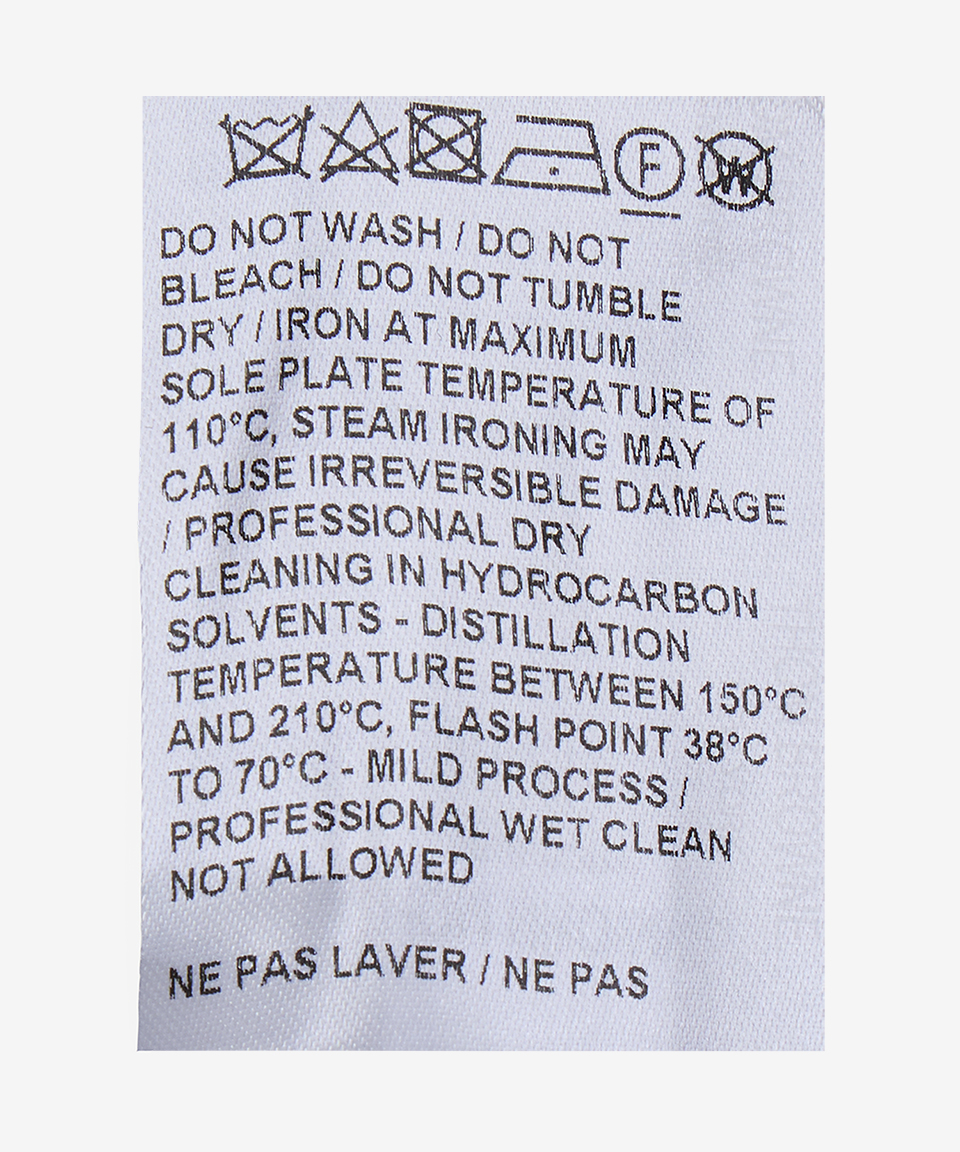 F W
DO NOT WASH / DO NOT
BLEACH / DO NOT TUMBLE
DRY / IRON AT MAXIMUM
SOLE PLATE TEMPERATURE OF
110°C, STEAM IRONING MAY
CAUSE IRREVERSIBLE DAMAGE
/ PROFESSIONAL DRY
CLEANING IN HYDROCARBON
SOLVENTS - DISTILLATION
TEMPERATURE BETWEEN 150°C
AND 210°C, FLASH POINT 38°C
TO 70°C - MILD PROCESS /
PROFESSIONAL WET CLEAN
NOT ALLOWED
NE PAS LAVER / NE PAS